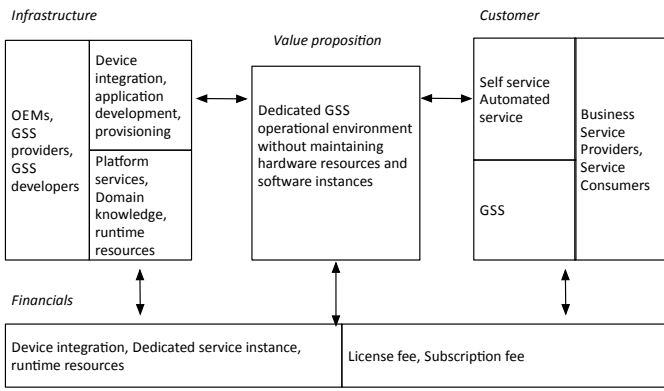 Infrastructure
Value proposition
Customer
OEMs,
GSS
providers,
GSS
developers
Device
integration,
application
development,
provisioning
Platform
services,
Domain
knowledge,
runtime
resources
Dedicated GSS
operational environment
without maintaining
hardware resources and
software instances
Self service
Automated
service
GSS
Business
Service
Providers,
Service
Consumers
Financials
Device integration, Dedicated service instance,
runtime resources
License fee, Subscription fee